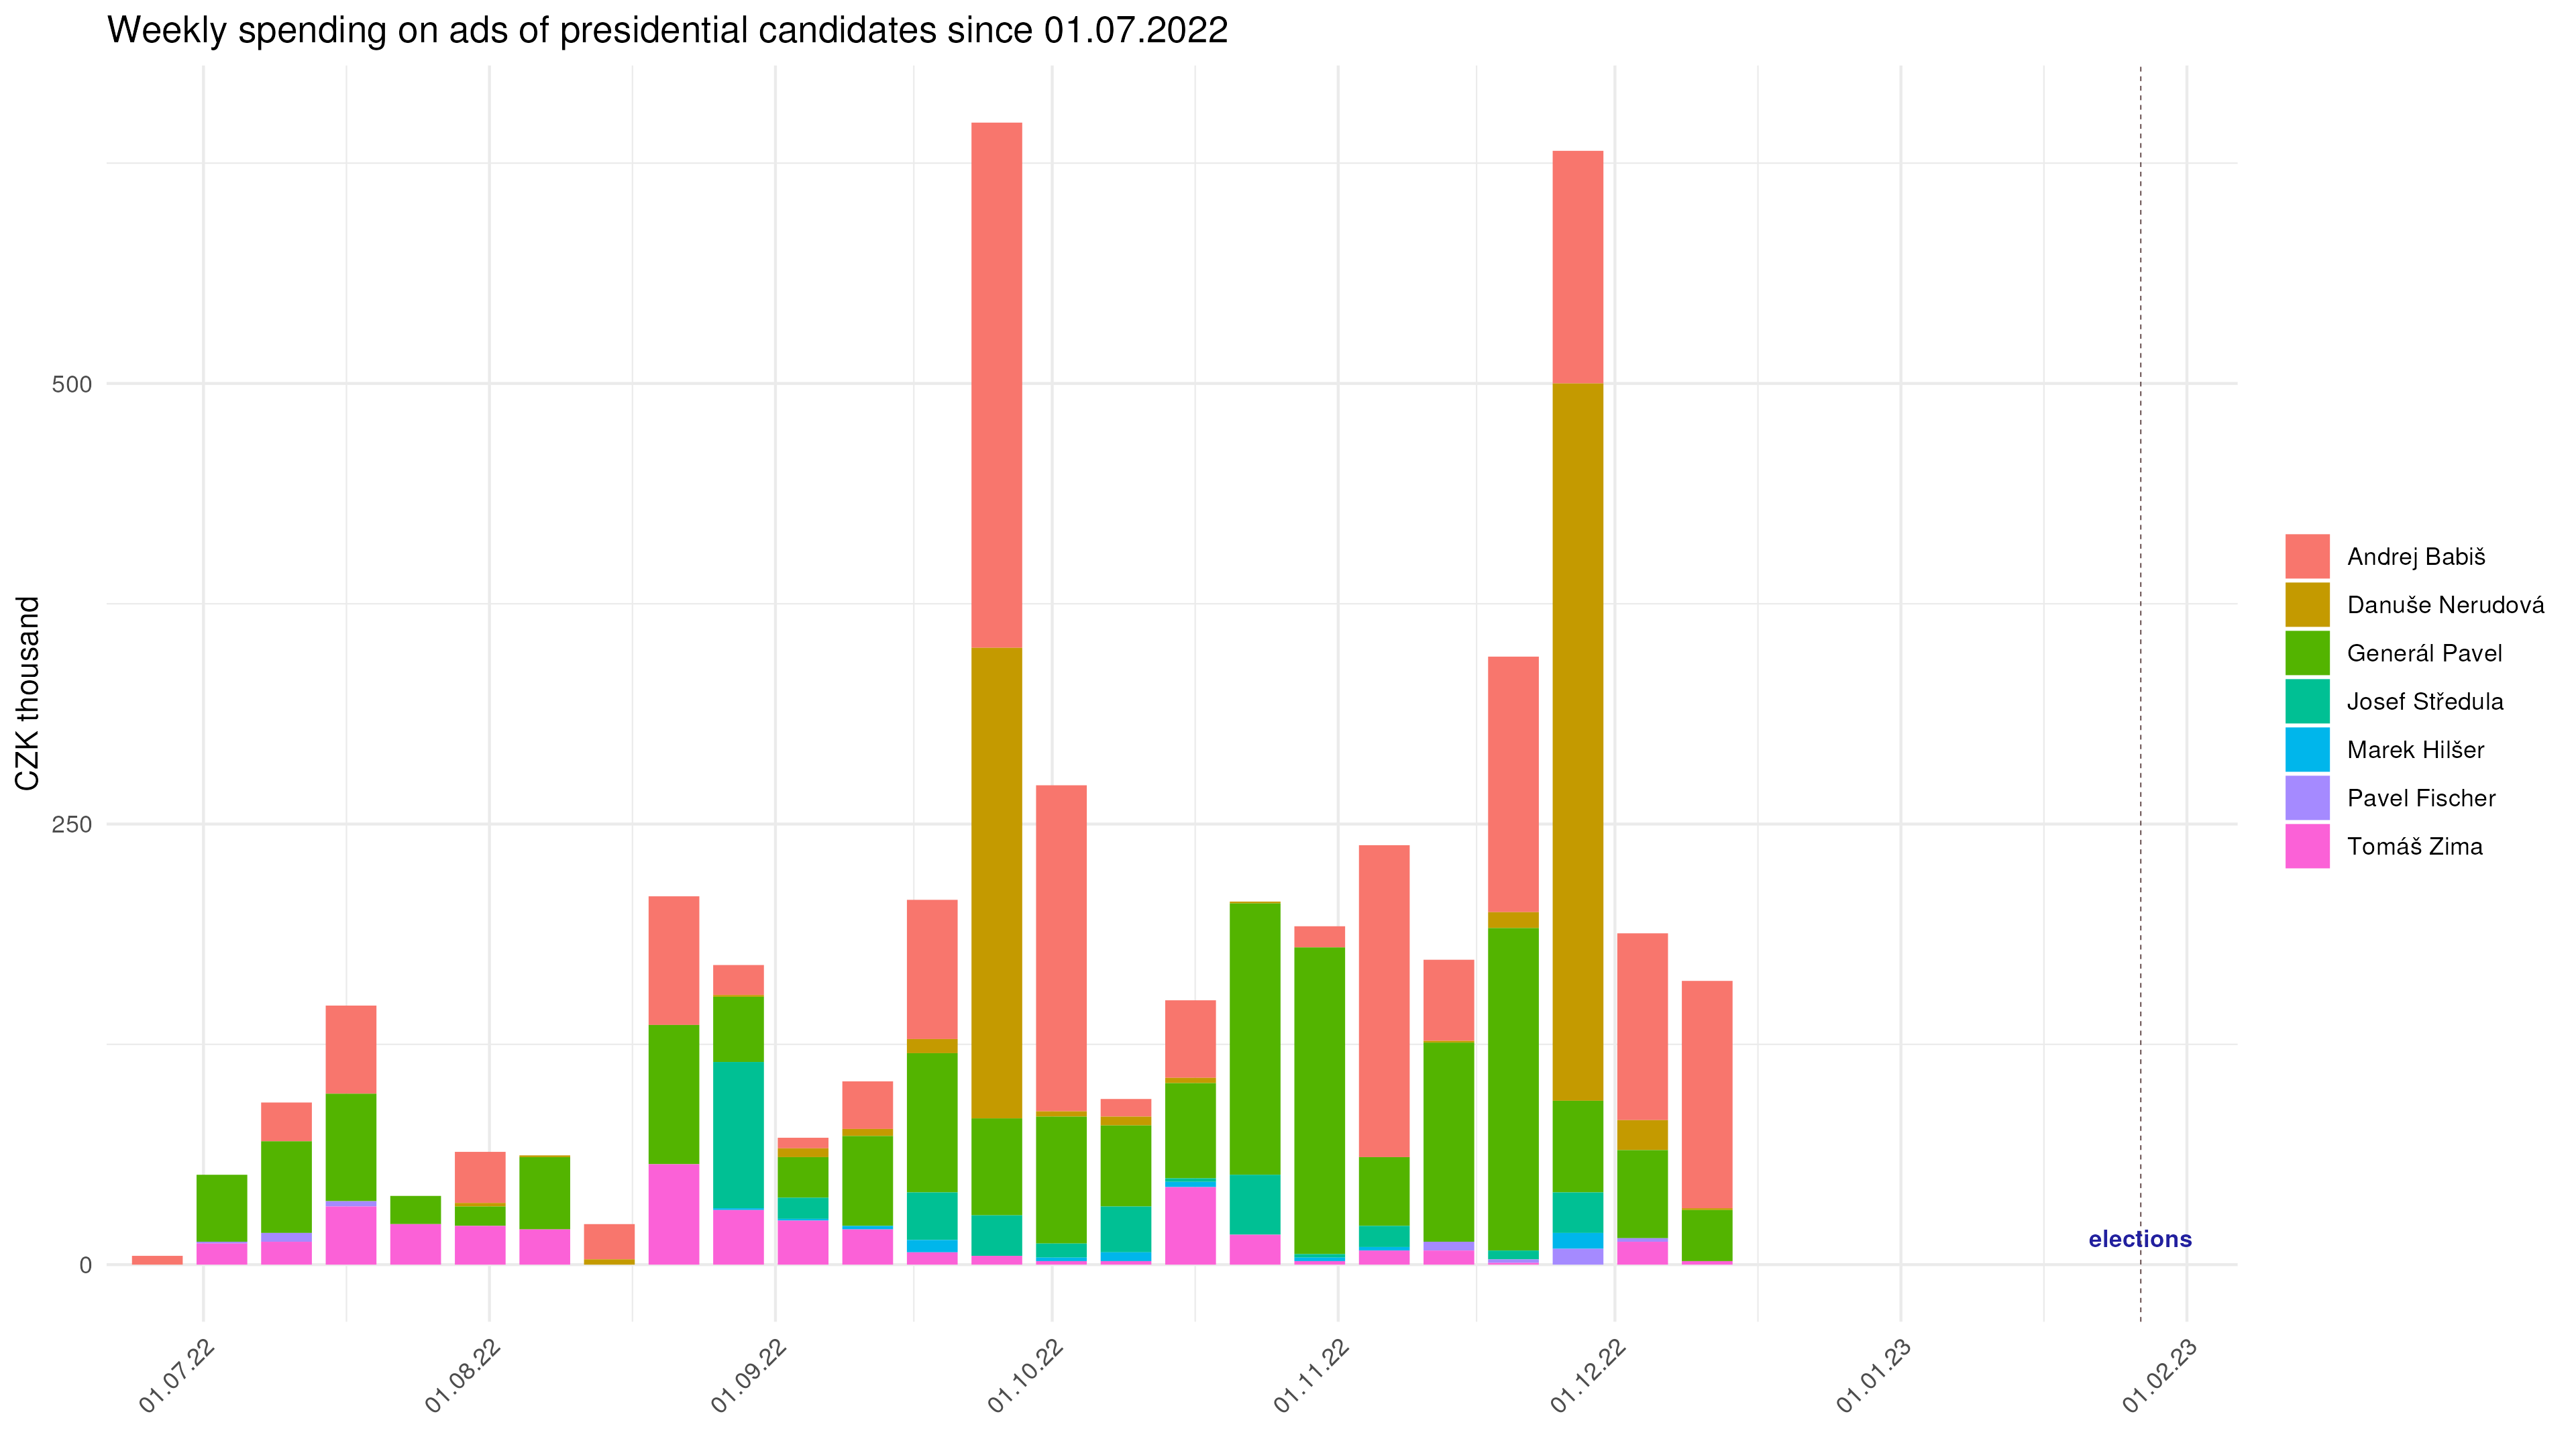 Weekly spending on ads of presidential candidates since 01.07.2022
CZK thousand
500
250
0
Andrej Babiš
Danuše Nerudová
Generál Pavel
Josef Středula
Marek Hilšer
Pavel Fischer
Tomáš Zima
elections
01.07.22
01.08.22
01.09.22
01.10.22
01.11.22
01.12.22
01.01.23
01.02.23